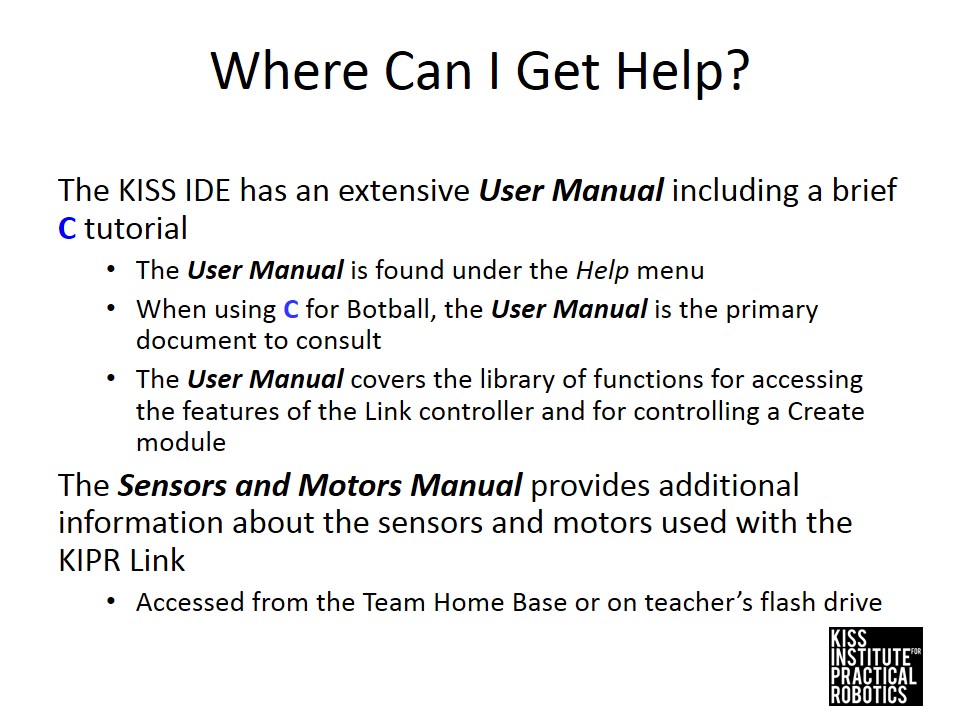 Where Can I Get Help?
The KISS IDE has an extensive User Manual including a brief
C tutorial
• The User Manual is found under the Help menu
• When using C for Botball, the User Manual is the primary
document to consult
• The User Manual covers the library of functions for accessing
the features of the Link controller and for controlling a Create
module
The Sensors and Motors Manual provides additional
information about the sensors and motors used with the
KIPR Link
• Accessed from the Team Home Base or on teacher’s flash drive
KISS
INSTITUTE FOR
PRACTICAL
ROBOTICS